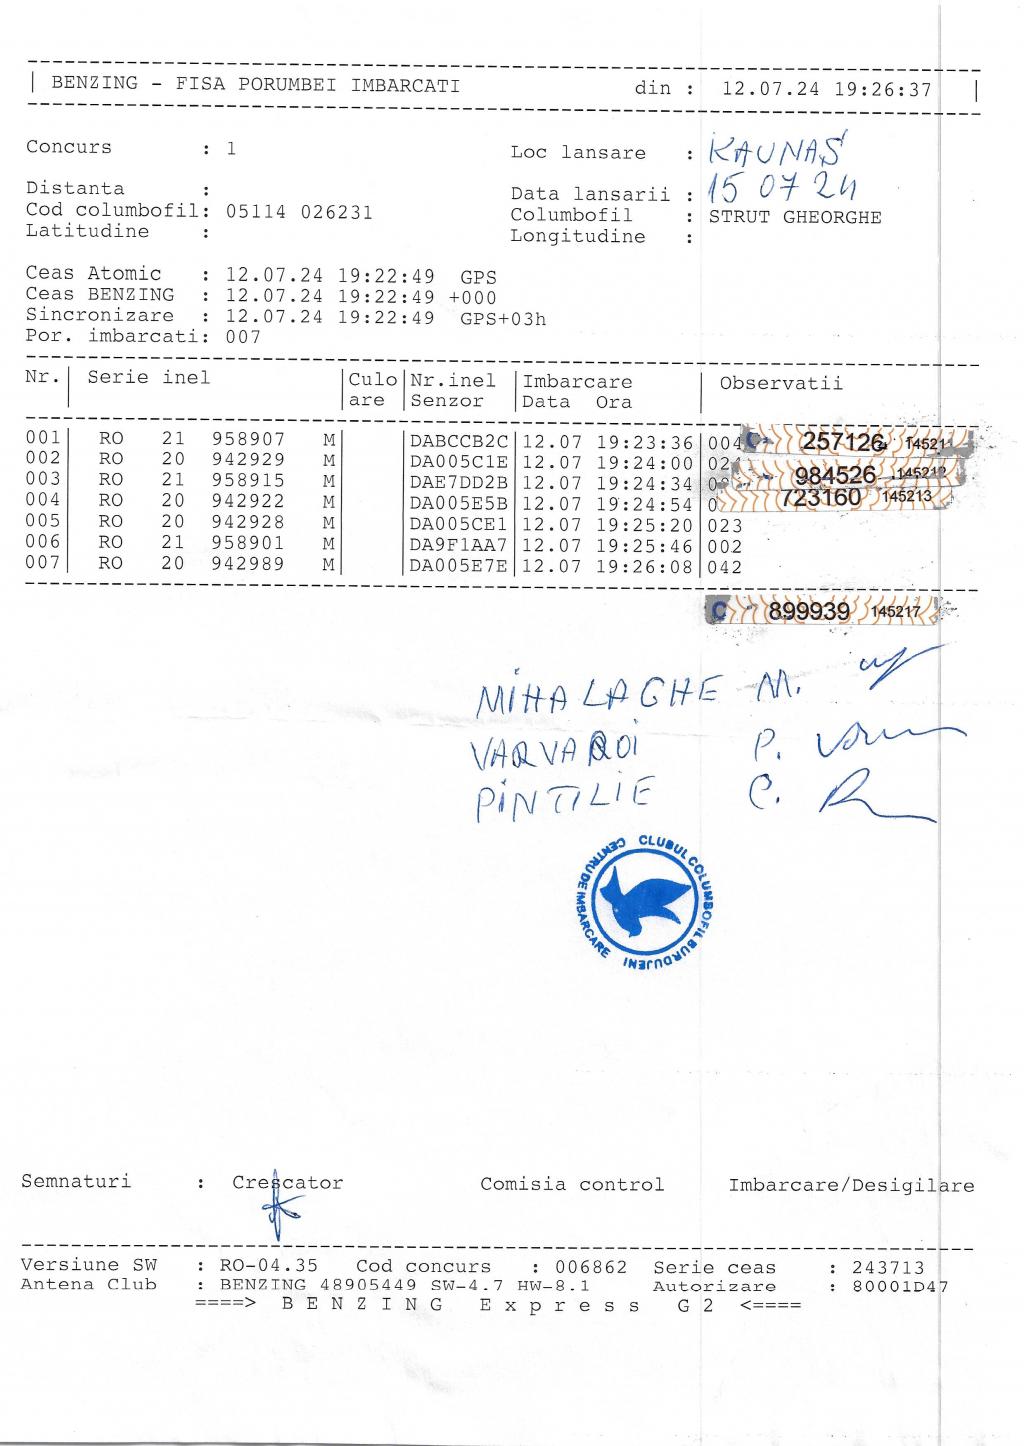 BENZING - FISA PORUMBEI IMBARCATI din : 12.07.24 19:26:37
Concurs : 1 Loc lansare : KAUNAS
Distanta : Data lansarii : 15 07 24
Cod columbofil: 05114 026231 Columbofil : STRUT GHEORGHE
Latitudine : Longitudine :
Ceas Atomic : 12.07.24 19:22:49 GPS
Ceas BENZING : 12.07.24 19:22:49 +000
Sincronizare : 12.07.24 19:22:49 GPS+03h
Por. imbarcati: 007
Nr. Serie inel Culo Nr.inel Imbarcare Observatii
are Senzor Data Ora
001 RO 21 958907 M DABCCB2C 12.07 19:23:36 004 C 257126 14521
002 RO 20 942929 M DA005C1E 12.07 19:24:00 984526 145212
003 RO 21 958915 M DAE7DD2B 12.07 19:24:34
004 RO 20 942922 M DA005E5B 12.07 19:24:54 723160 145213
005 RO 20 942928 M DA005CE1 12.07 19:25:20 023
006 RO 21 958901 M DA9F1AA7 12.07 19:25:46 002
007 RO 20 942989 M DA005E7E 12.07 19:26:08 042
C 899939 145217
MIHALAGHE M.
VARVAROI P.
PINTILIE C.
CLUBUL COLUMBOFIL BURDUJENI
CENTRU DE IMBARCARE
Semnaturi : Crescator Comisia control Imbarcare/Desigilare
Versiune SW : RO-04.35 Cod concurs : 006862 Serie ceas : 243713
Antena Club : BENZING 48905449 SW-4.7 HW-8.1 Autorizare : 80001D47
====> B E N Z I N G E x p r e s s G 2 <====